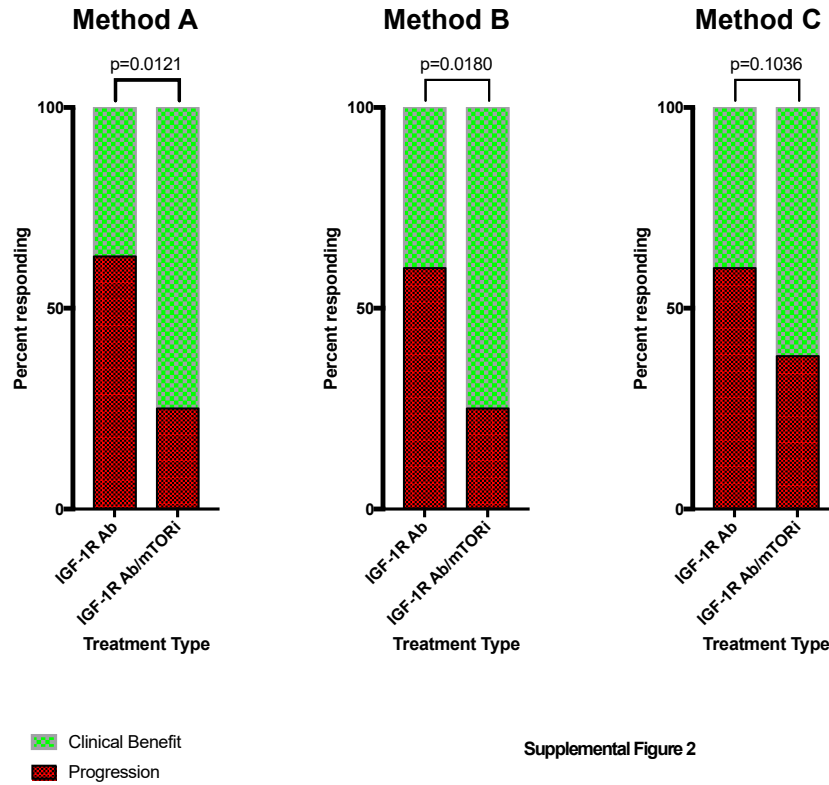 Method A
Method B
Method C
p=0.0121
p=0.0180
p=0.1036
100
100
100
50
50
50
0
0
0
Percent responding
Percent responding
Percent responding
IGF-1R Ab
IGF-1R Ab/mTORi
IGF-1R Ab
IGF-1R Ab/mTORi
IGF-1R Ab
IGF-1R Ab/mTORi
Treatment Type
Treatment Type
Treatment Type
Clinical Benefit
Progression
Supplemental Figure 2